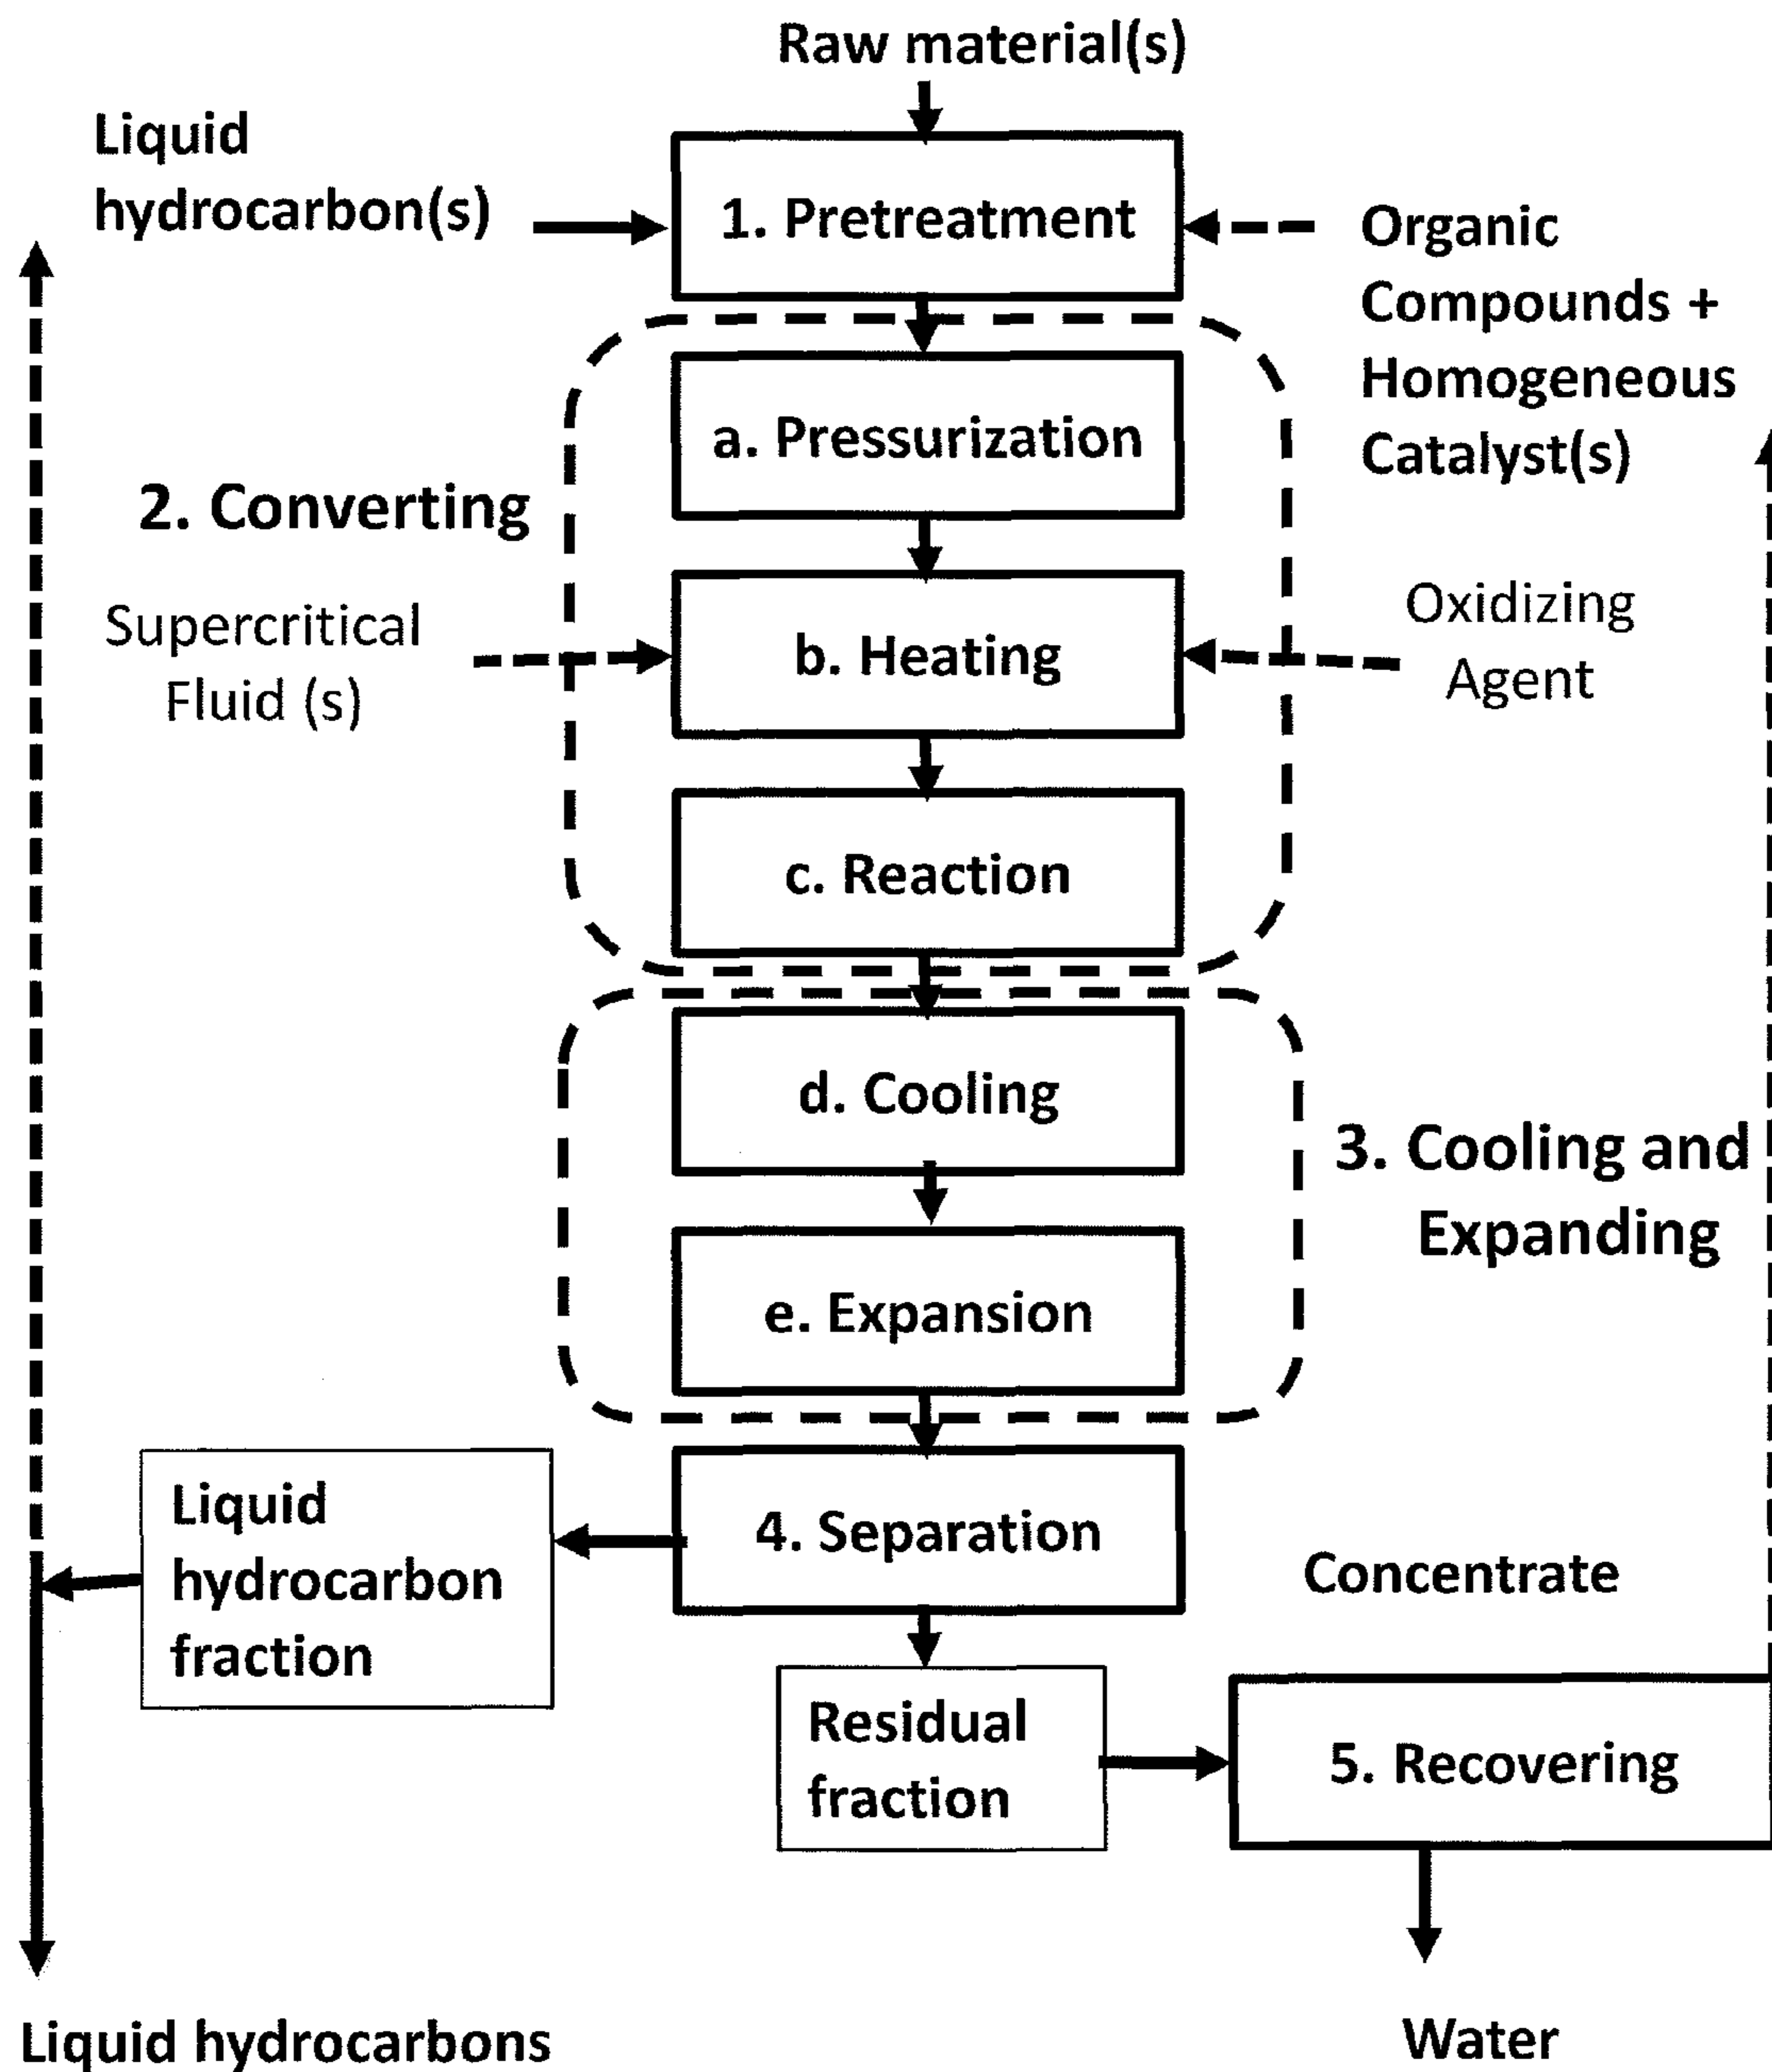 Raw material(s)
Liquid
hydrocarbon(s)
1. Pretreatment
Organic
Compounds +
Homogeneous
Catalyst(s)
a. Pressurization
2. Converting
Supercritical
Fluid (s)
b. Heating
Oxidizing
Agent
c. Reaction
d. Cooling
3. Cooling and
Expanding
e. Expansion
Liquid
hydrocarbon
fraction
4. Separation
Concentrate
Residual
fraction
5. Recovering
Liquid hydrocarbons
Water